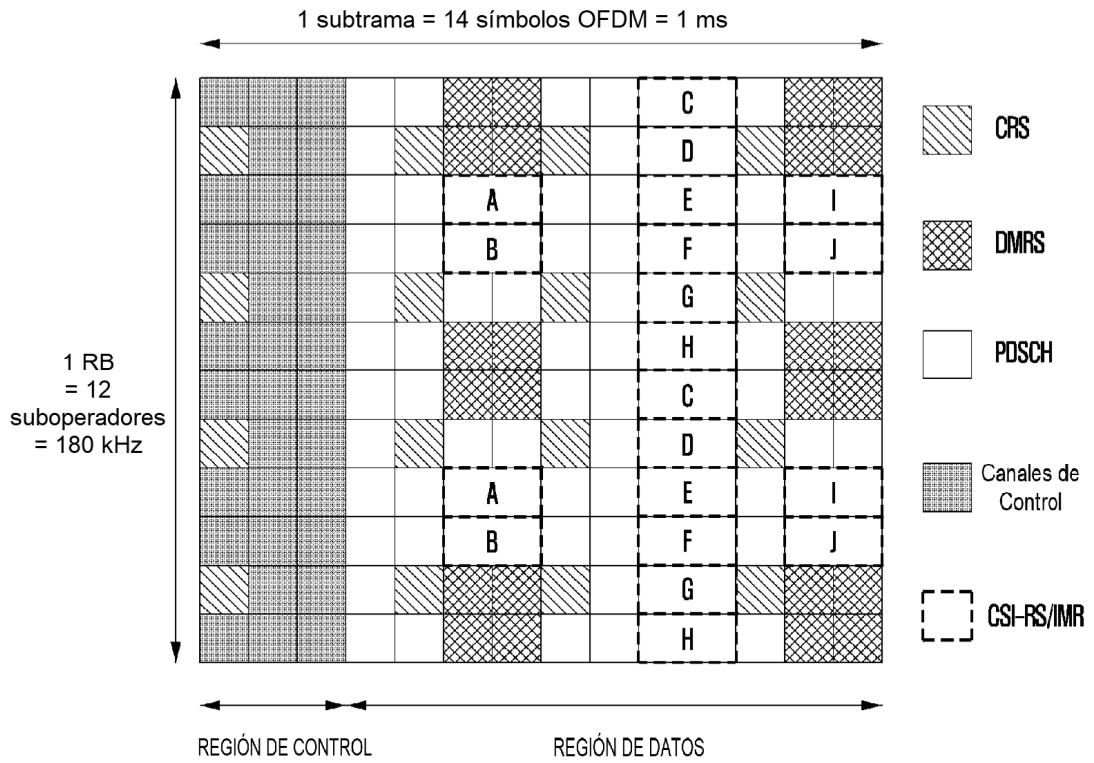 1 subtrama = 14 símbolos OFDM = 1 ms
C
D
A E I
B F J
G
1 RB
= 12
suboperadores
= 180 kHz
H
C
D
A E I
B F J
G
H
REGIÓN DE CONTROL REGIÓN DE DATOS
CRS
DMRS
PDSCH
Canales de
Control
CSI-RS/IMR